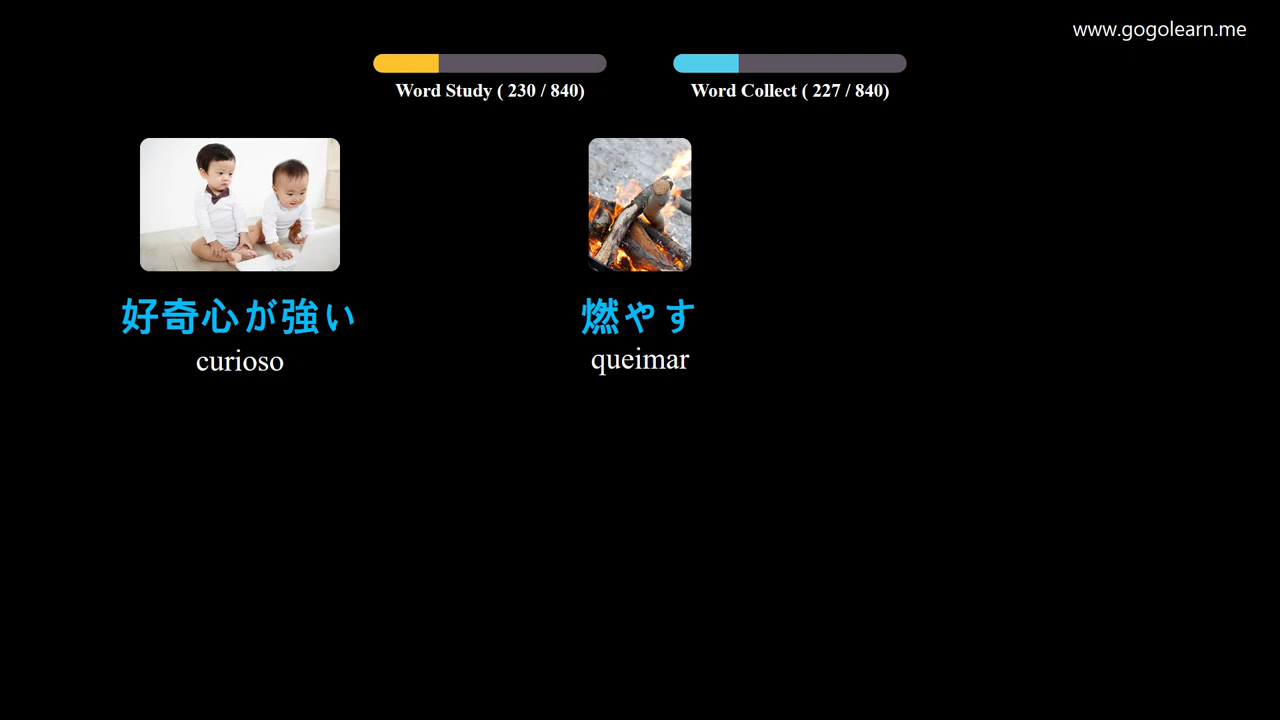 www.gogolearn.me
Word Study ( 230 / 840)
Word Collect ( 227 / 840)
好奇心が強い
curioso
燃やす
queimar